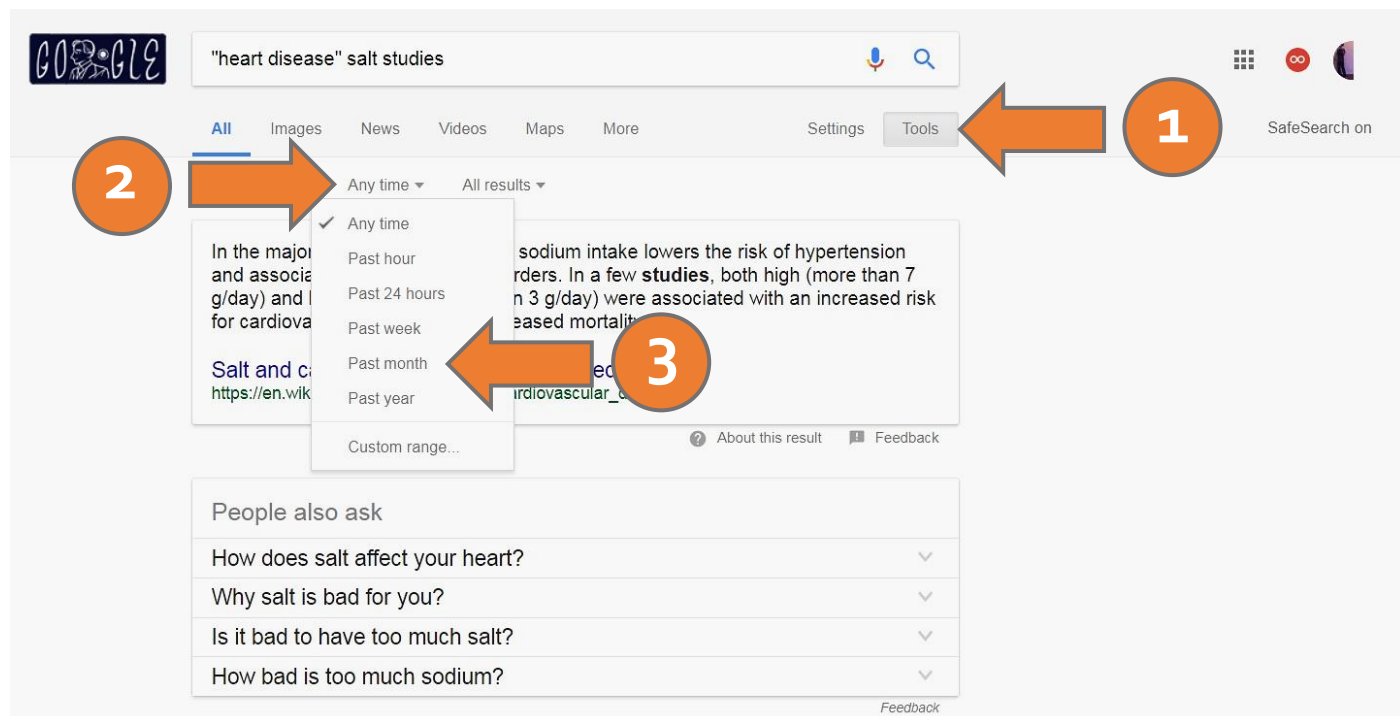 GOOGLE
"heart disease" salt studies
All Images News Videos Maps More Settings Tools
1
SafeSearch on
2
Any time All results
Any time
Past hour
Past 24 hours
Past week
Past month
Past year
Custom range...
In the major sodium intake lowers the risk of hypertension
and associa rders. In a few studies, both high (more than 7
g/day) and n 3 g/day) were associated with an increased risk
for cardiova eased mortality
3
Salt and ca ed
https://en.wik rdiovascular_d
About this result Feedback
People also ask
How does salt affect your heart?
Why salt is bad for you?
Is it bad to have too much salt?
How bad is too much sodium?
Feedback